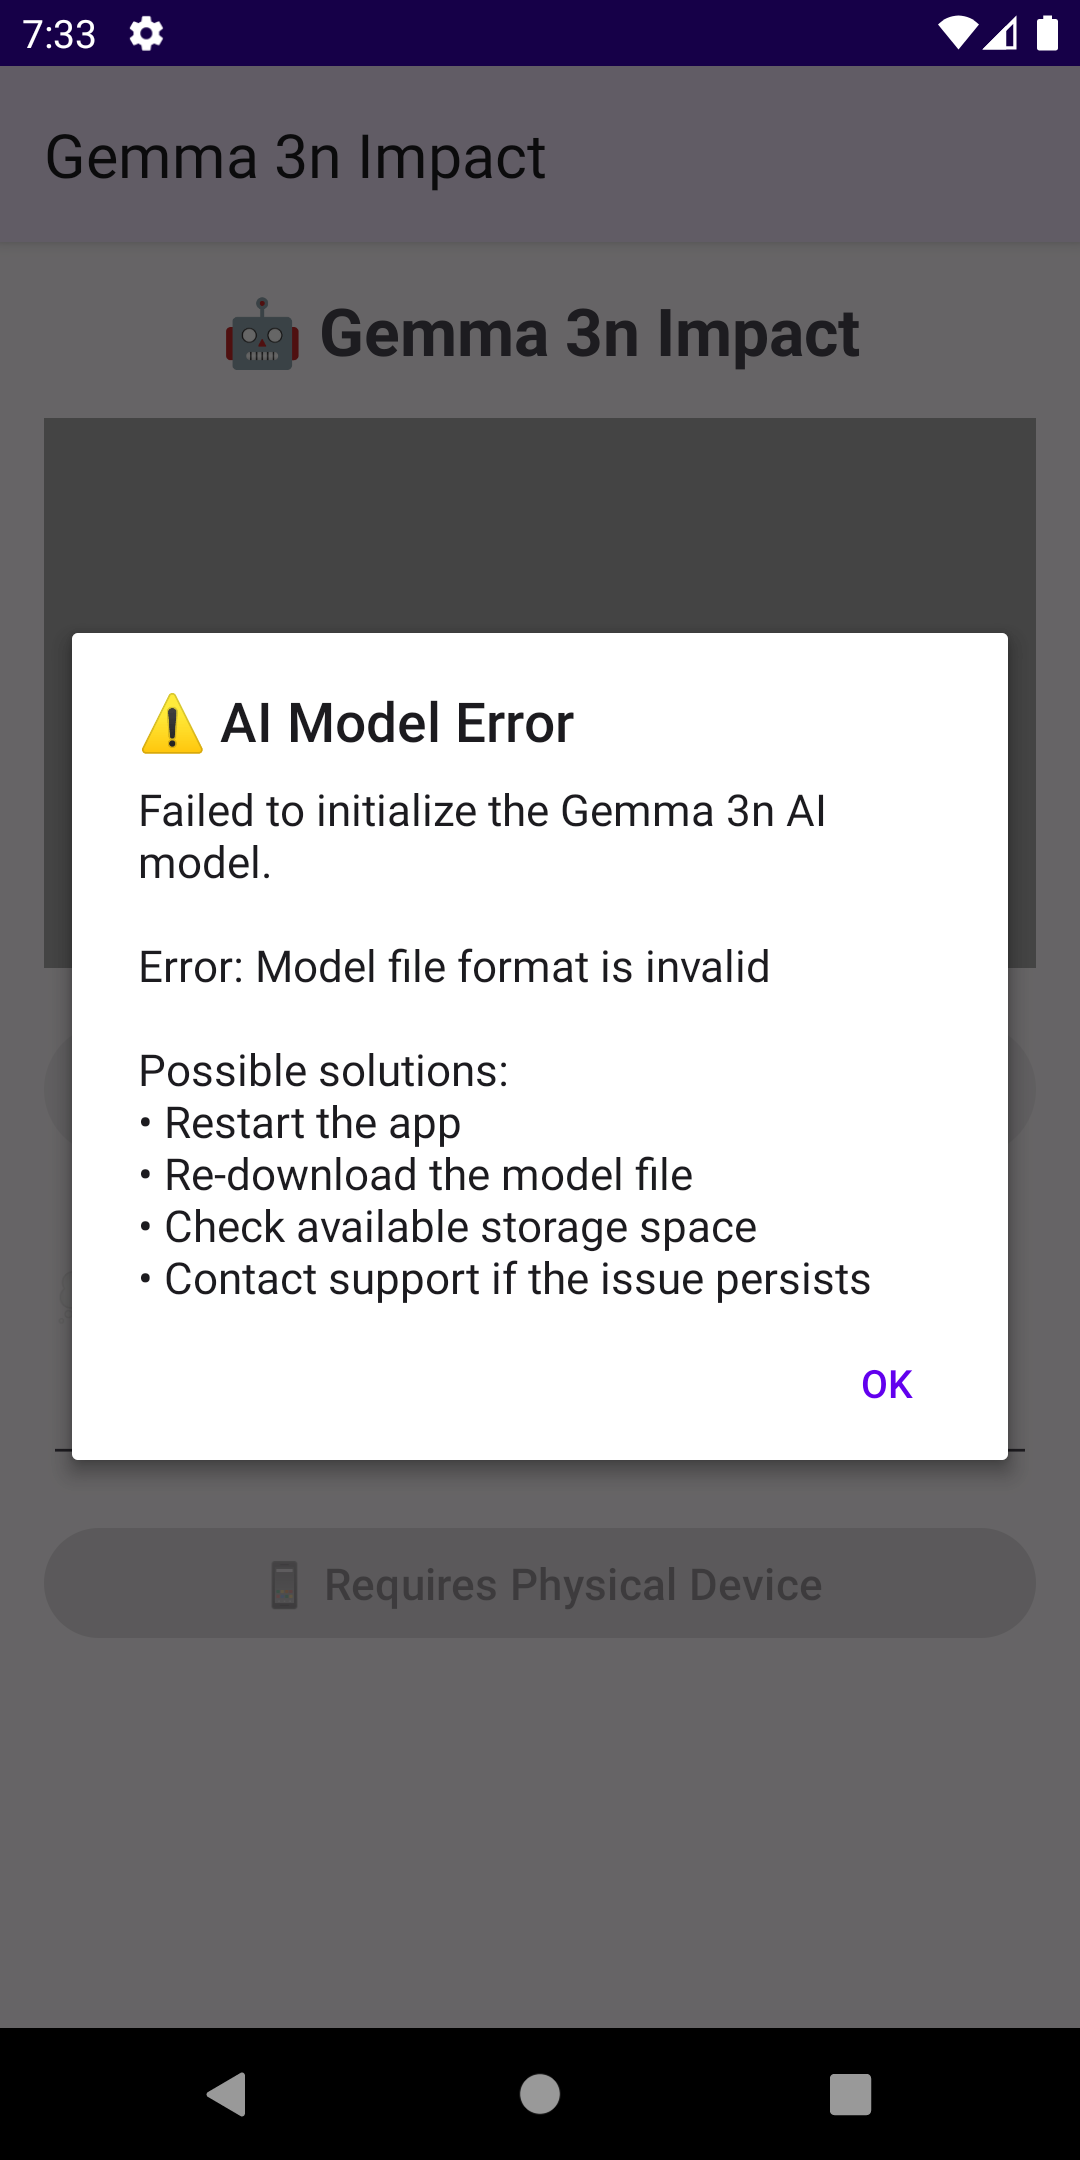 7:33
Gemma 3n Impact
🤖 Gemma 3n Impact
⚠️ AI Model Error
Failed to initialize the Gemma 3n AI
model.
Error: Model file format is invalid
Possible solutions:
• Restart the app
• Re-download the model file
• Check available storage space
• Contact support if the issue persists
OK
📱 Requires Physical Device